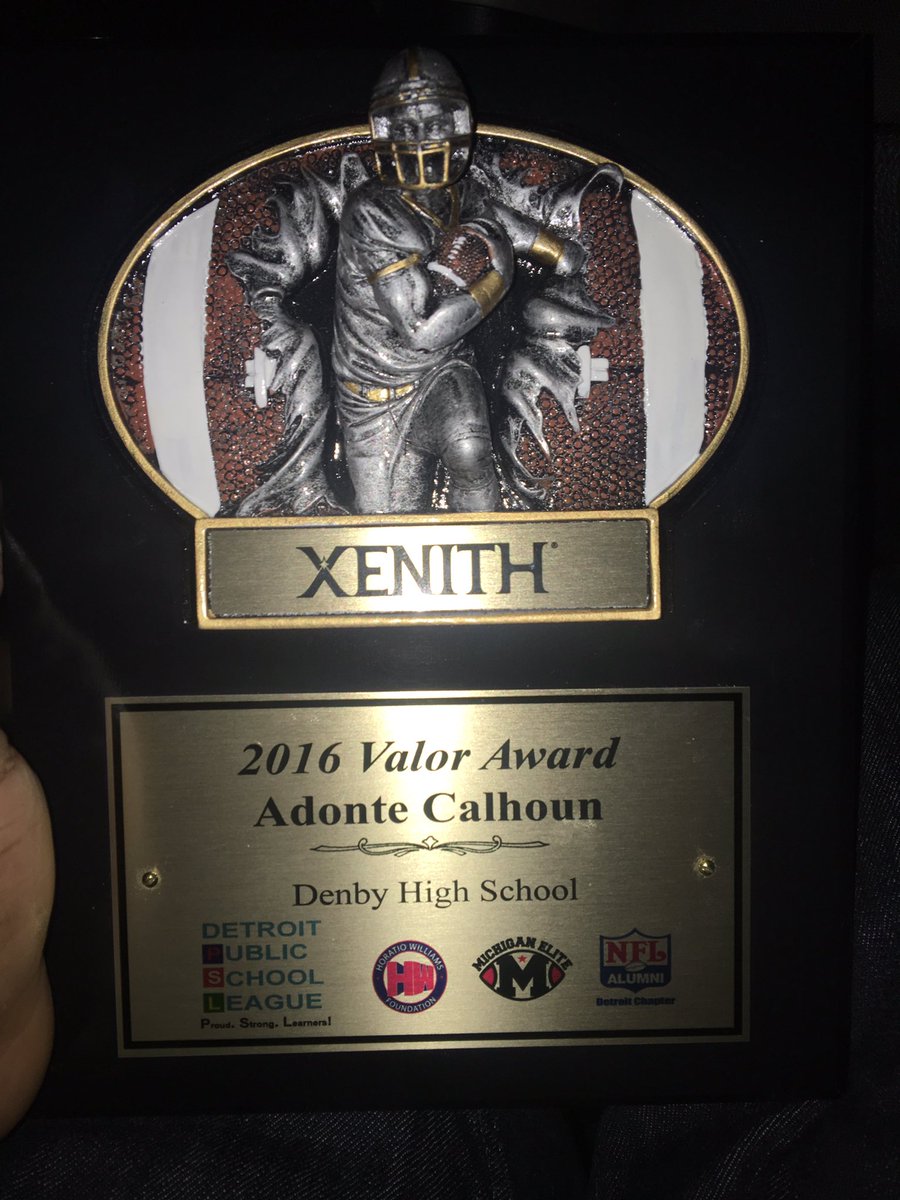 XENITH®
2016 Valor Award
Adonte Calhoun
Denby High School
DETROIT
PUBLIC
SCHOOL
LEAGUE
Proud. Strong. Learners!
HORATIO WILLIAMS
HW
FOUNDATION
MICHIGAN ELITE
M
NFL
ALUMNI
Detroit Chapter